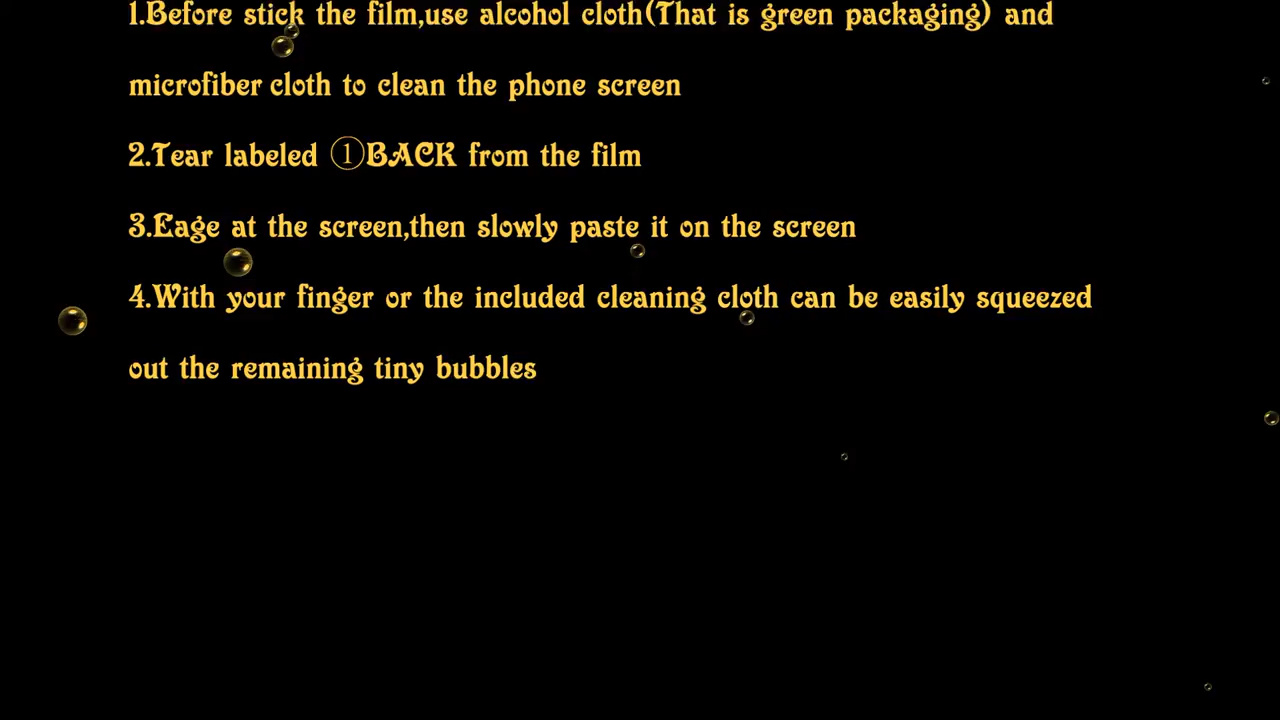 1.Before stick the film,use alcohol cloth(That is green packaging) and
microfiber cloth to clean the phone screen
2.Tear labeled ①BACK from the film
3.Eage at the screen,then slowly paste it on the screen
4.With your finger or the included cleaning cloth can be easily squeezed
out the remaining tiny bubbles